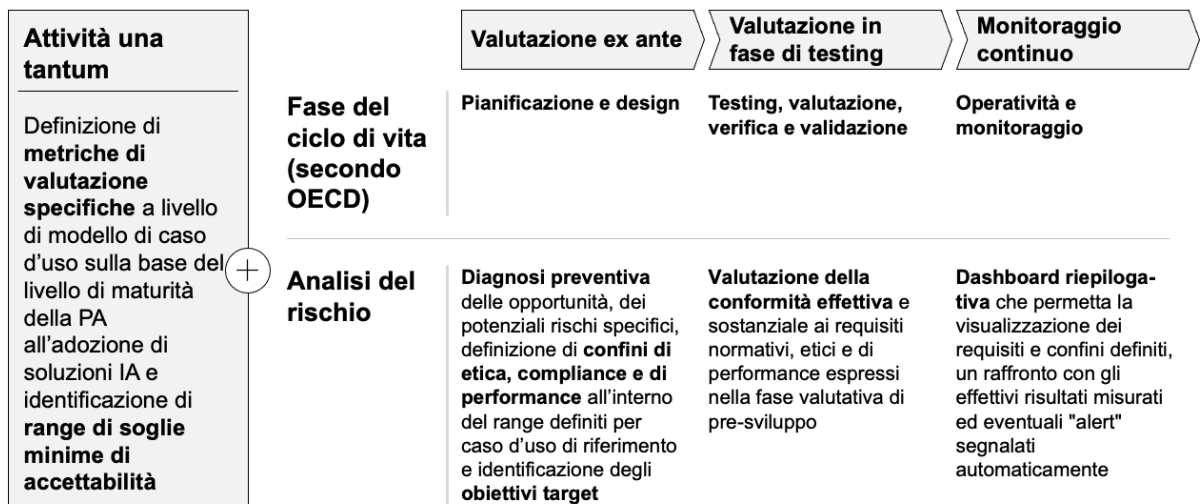 Attività una
tantum
Definizione di
metriche di
valutazione
specifiche a livello
di modello di caso
d'uso sulla base del
livello di maturità
della PA
all'adozione di
soluzioni IA e
identificazione di
range di soglie
minime di
accettabilità
+
Valutazione ex ante
Valutazione in
fase di testing
Monitoraggio
continuo
Fase del
ciclo di vita
(secondo
OECD)
Pianificazione e design
Testing, valutazione,
verifica e validazione
Operatività e
monitoraggio
Analisi del
rischio
Diagnosi preventiva
delle opportunità, dei
potenziali rischi specifici,
definizione di confini di
etica, compliance e di
performance all'interno
del range definiti per
caso d'uso di riferimento
e identificazione degli
obiettivi target
Valutazione della
conformità effettiva e
sostanziale ai requisiti
normativi, etici e di
performance espressi
nella fase valutativa di
pre-sviluppo
Dashboard riepiloga-
tiva che permetta la
visualizzazione dei
requisiti e confini definiti,
un raffronto con gli
effettivi risultati misurati
ed eventuali "alert"
segnalati
automaticamente